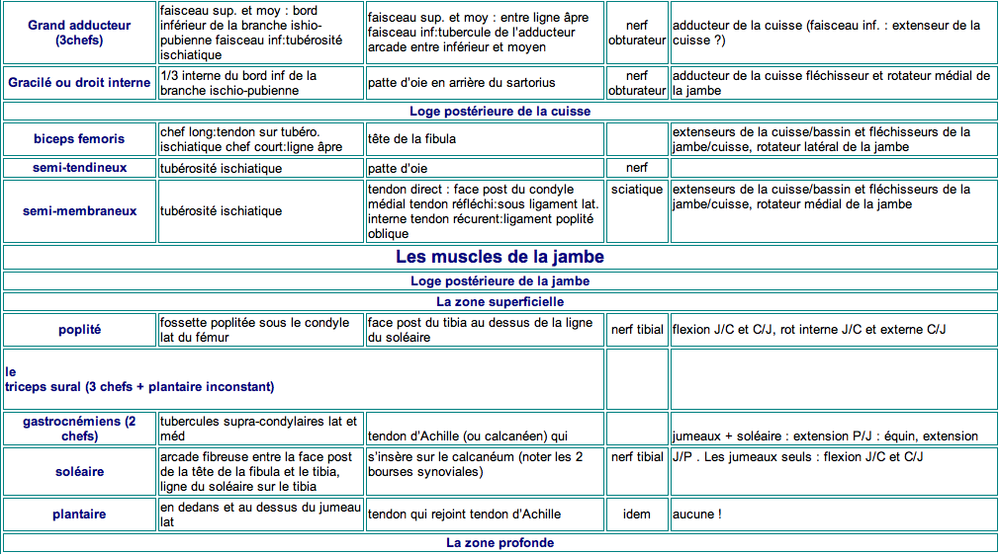 Grand adducteur
(3chefs)
faisceau sup. et moy : bord
inférieur de la branche ishio-
pubienne faisceau inf:tubérosité
ischiatique
faisceau sup. et moy : entre ligne âpre
faisceau inf:tubercule de l'adducteur
arcade entre inférieur et moyen
nerf
obturateur
adducteur de la cuisse (faisceau inf. : extenseur de la
cuisse ?)
Gracilé ou droit interne
1/3 interne du bord inf de la
branche ischio-pubienne
patte d'oie en arrière du sartorius
nerf
obturateur
adducteur de la cuisse fléchisseur et rotateur médial de
la jambe
Loge postérieure de la cuisse
biceps femoris
chef long:tendon sur tubéro.
ischiatique chef court:ligne âpre
tête de la fibula
extenseurs de la cuisse/bassin et fléchisseurs de la
jambe/cuisse, rotateur latéral de la jambe
semi-tendineux
tubérosité ischiatique
patte d'oie
nerf
semi-membraneux
tubérosité ischiatique
tendon direct : face post du condyle
médial tendon réfléchi:sous ligament lat.
interne tendon récurent:ligament poplité
oblique
sciatique
extenseurs de la cuisse/bassin et fléchisseurs de la
jambe/cuisse, rotateur médial de la jambe
Les muscles de la jambe
Loge postérieure de la jambe
La zone superficielle
poplité
fossette poplitée sous le condyle
lat du fémur
face post du tibia au dessus de la ligne
du soléaire
nerf tibial
flexion J/C et C/J, rot interne J/C et externe C/J
le
triceps sural (3 chefs + plantaire inconstant)
gastrocnémiens (2
chefs)
tubercules supra-condylaires lat et
méd
tendon d'Achille (ou calcanéen) qui
jumeaux + soléaire : extension P/J : équin, extension
soléaire
arcade fibreuse entre la face post
de la tête de la fibula et le tibia,
ligne du soléaire sur le tibia
s'insère sur le calcanéum (noter les 2
bourses synoviales)
nerf tibial
J/P . Les jumeaux seuls : flexion J/C et C/J
plantaire
en dedans et au dessus du jumeau
lat
tendon qui rejoint tendon d'Achille
idem
aucune !
La zone profonde